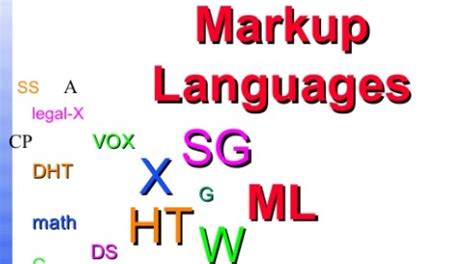 Markup
Languages
SS A
legal-X
CP VOX SG
DHT X G ML
math HT W
DS